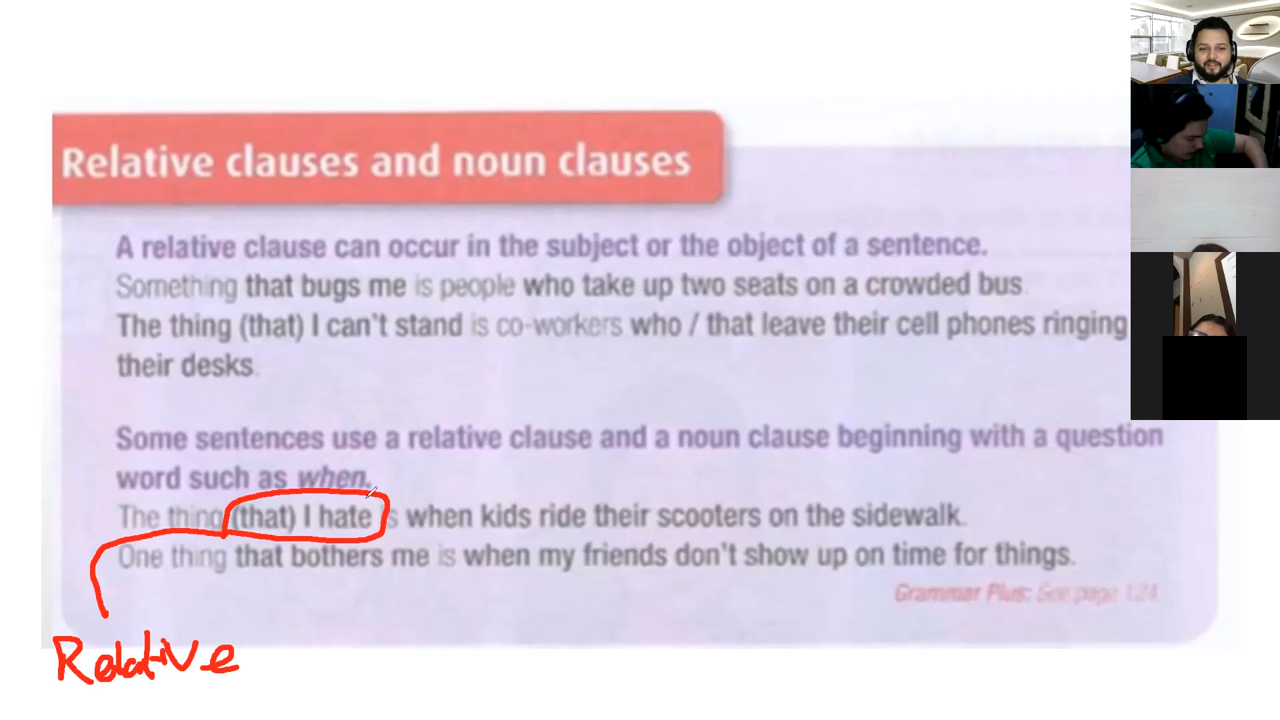 Relative clauses and noun clauses
A relative clause can occur in the subject or the object of a sentence.
Something that bugs me is people who take up two seats on a crowded bus.
The thing (that) I can't stand is co-workers who / that leave their cell phones ringing
their desks.
Some sentences use a relative clause and a noun clause beginning with a question
word such as when.
The thing (that) I hate is when kids ride their scooters on the sidewalk.
One thing that bothers me is when my friends don't show up on time for things.
Grammar Plus: See page 124
Relative